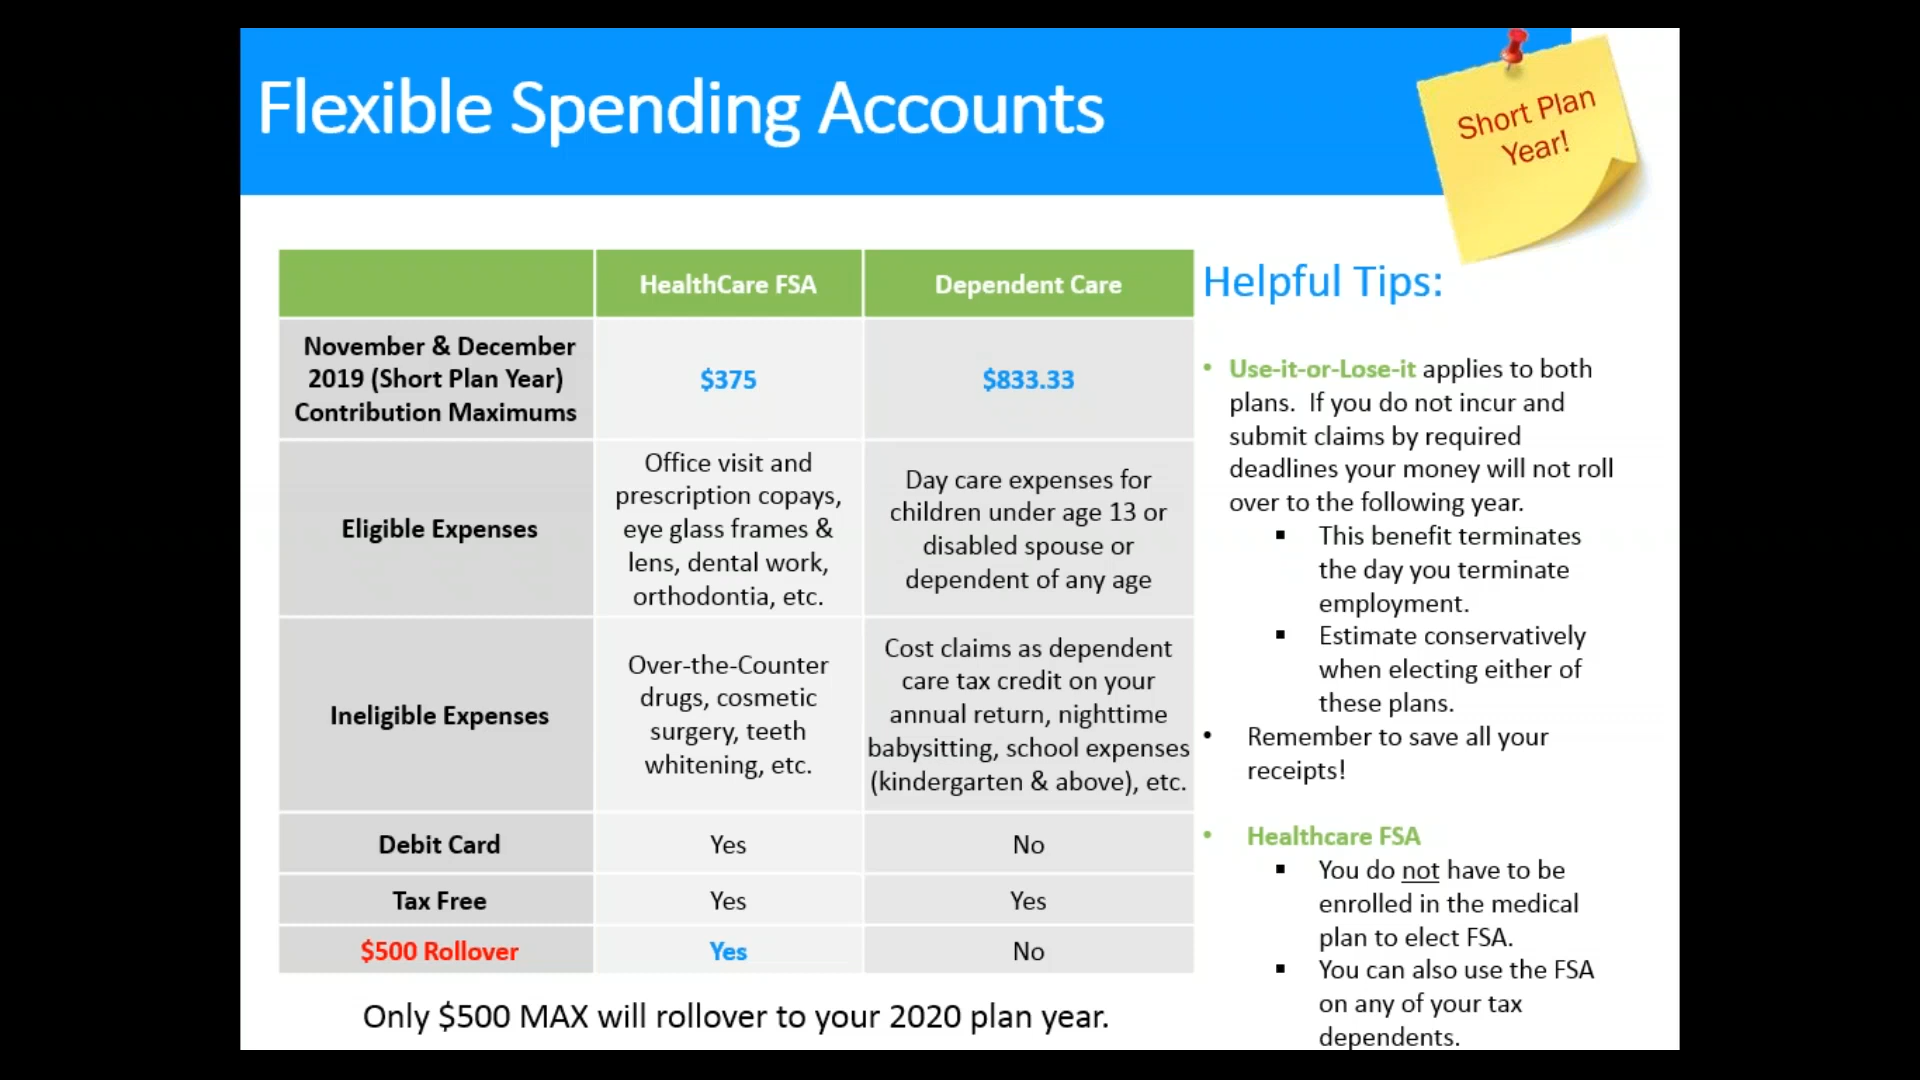 Flexible Spending Accounts
Short Plan
Year!
HealthCare FSA
Dependent Care
November & December
2019 (Short Plan Year)
Contribution Maximums
$375
$833.33
Eligible Expenses
Office visit and
prescription copays,
eye glass frames &
lens, dental work,
orthodontia, etc.
Day care expenses for
children under age 13 or
disabled spouse or
dependent of any age
Ineligible Expenses
Over-the-Counter
drugs, cosmetic
surgery, teeth
whitening, etc.
Cost claims as dependent
care tax credit on your
annual return, nighttime
babysitting, school expenses
(kindergarten & above), etc.
Debit Card
Yes
No
Tax Free
Yes
Yes
$500 Rollover
Yes
No
Only $500 MAX will rollover to your 2020 plan year.
Helpful Tips:
• Use-it-or-Lose-it applies to both
plans. If you do not incur and
submit claims by required
deadlines your money will not roll
over to the following year.
▪ This benefit terminates
the day you terminate
employment.
▪ Estimate conservatively
when electing either of
these plans.
• Remember to save all your
receipts!
• Healthcare FSA
▪ You do not have to be
enrolled in the medical
plan to elect FSA.
▪ You can also use the FSA
on any of your tax
dependents.